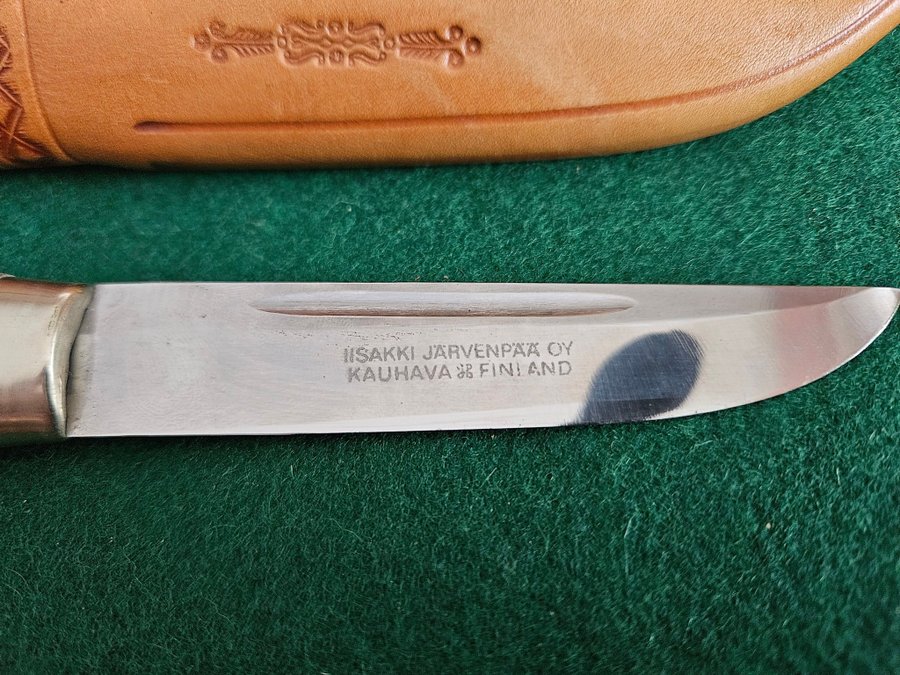 IISAKKI JÄRVENPÄÄ OY
KAUHAVA ⌘ FINLAND